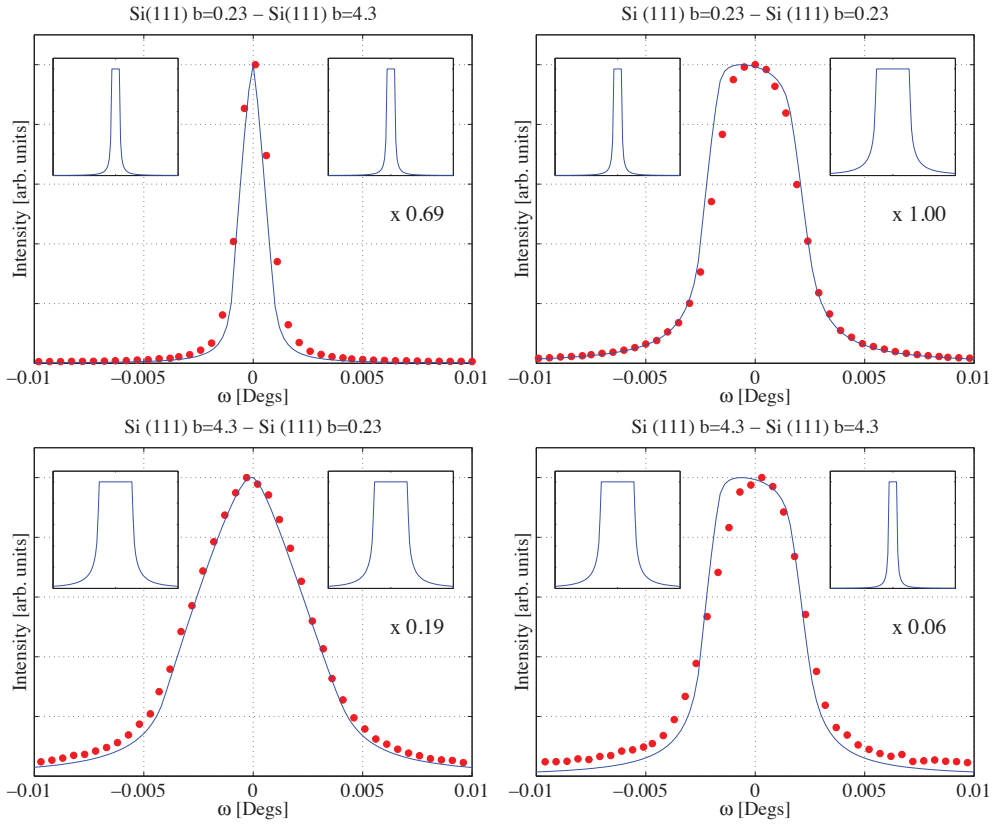 Si(111) b=0.23 – Si(111) b=4.3
Intensity [arb. units]
x 0.69
−0.01 −0.005 0 0.005 0.01
ω [Degs]
Si (111) b=0.23 – Si (111) b=0.23
Intensity [arb. units]
x 1.00
−0.01 −0.005 0 0.005 0.01
ω [Degs]
Si (111) b=4.3 – Si (111) b=0.23
Intensity [arb. units]
x 0.19
−0.01 −0.005 0 0.005 0.01
ω [Degs]
Si (111) b=4.3 – Si (111) b=4.3
Intensity [arb. units]
x 0.06
−0.01 −0.005 0 0.005 0.01
ω [Degs]